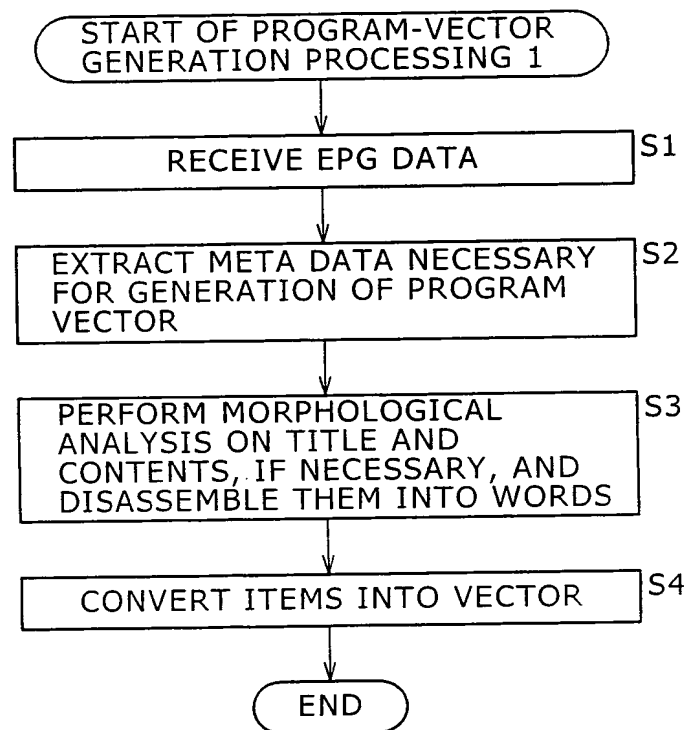 START OF PROGRAM-VECTOR
GENERATION PROCESSING 1
RECEIVE EPG DATA
S1
EXTRACT META DATA NECESSARY
FOR GENERATION OF PROGRAM
VECTOR
S2
PERFORM MORPHOLOGICAL
ANALYSIS ON TITLE AND
CONTENTS, IF NECESSARY, AND
DISASSEMBLE THEM INTO WORDS
S3
CONVERT ITEMS INTO VECTOR
S4
END